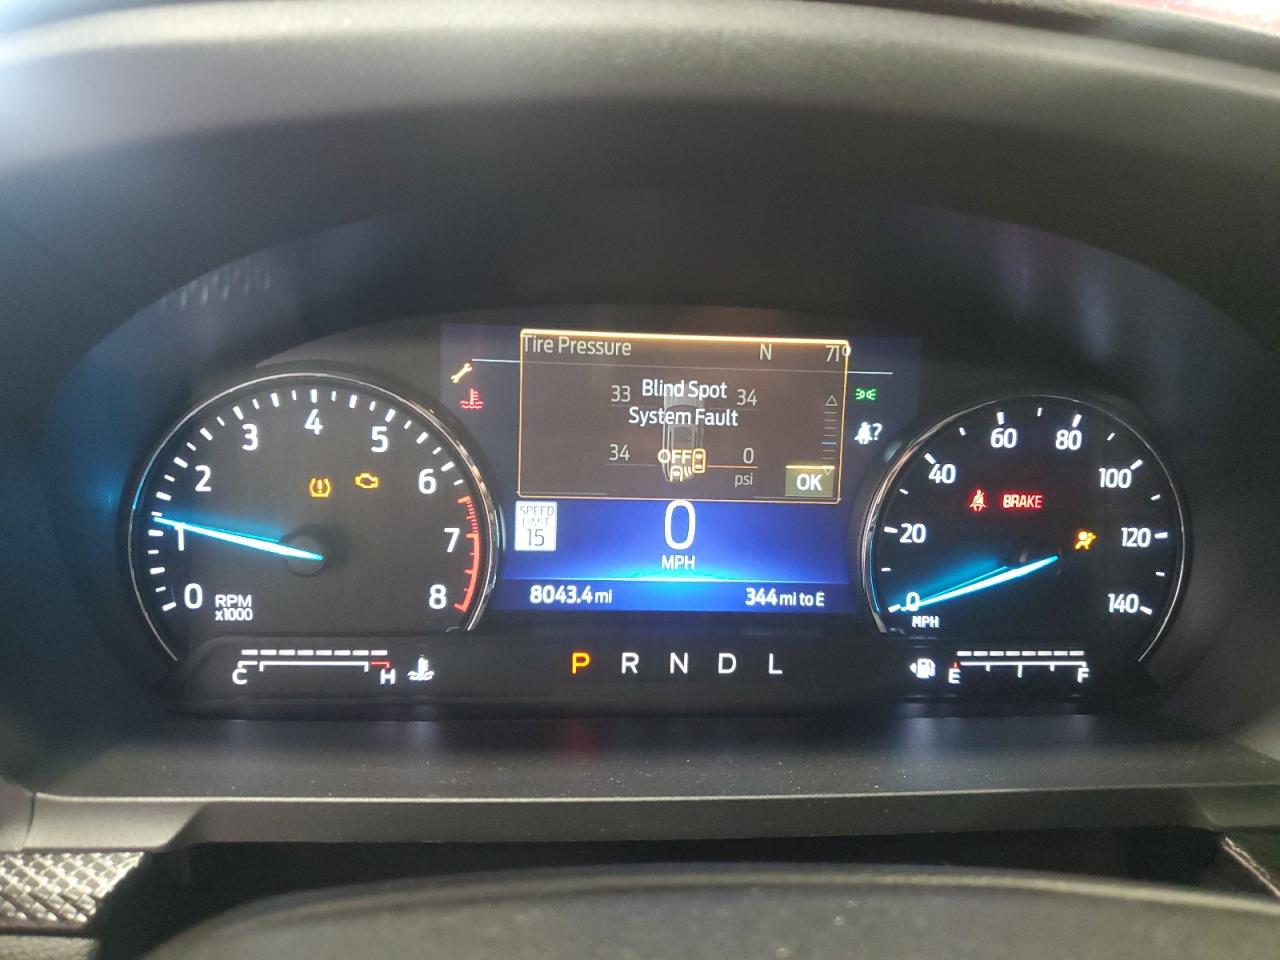 Tire Pressure N 71°
33 Blind Spot 34
System Fault
34 OFF 0
psi
OK
SPEED
LIMIT
15
0
MPH
8043.4 mi 344 mi to E
0 1 2 3 4 5 6 7 8
RPM
x1000
0 20 40 60 80 100 120 140
MPH
BRAKE
?
C H
P R N D L
E F